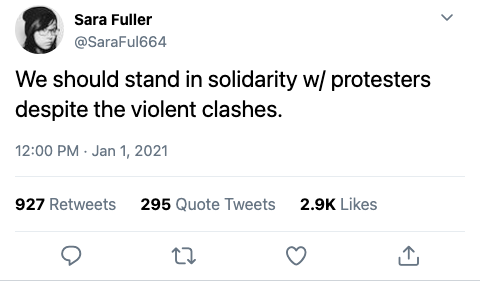 Sara Fuller
@SaraFul664
We should stand in solidarity w/ protesters
despite the violent clashes.
12:00 PM · Jan 1, 2021
927 Retweets 295 Quote Tweets 2.9K Likes